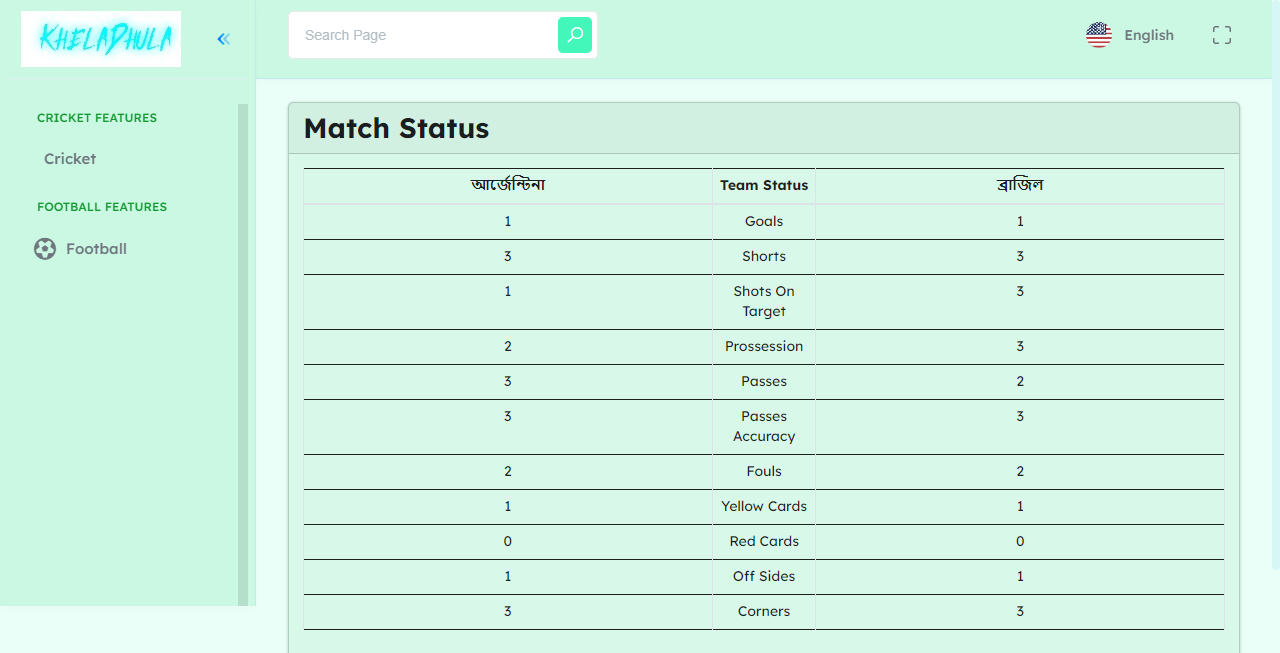 KhelaDhula
Search Page
English
CRICKET FEATURES
Cricket
FOOTBALL FEATURES
Football
Match Status
আর্জেন্টিনা Team Status ব্রাজিল
1 Goals 1
3 Shorts 3
1 Shots On 3
Target
2 Prossession 3
3 Passes 2
3 Passes 3
Accuracy
2 Fouls 2
1 Yellow Cards 1
0 Red Cards 0
1 Off Sides 1
3 Corners 3